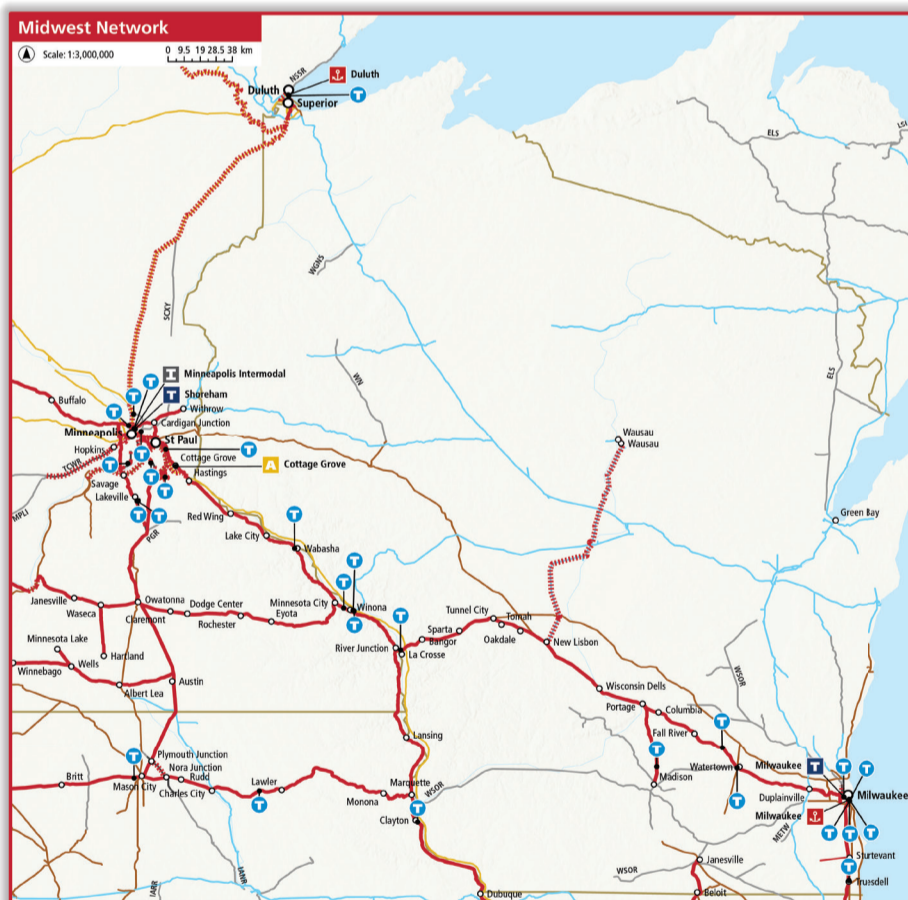 Midwest Network
Scale: 1:3,000,000
0 9.5 19 28.5 38 km
NSSR
Duluth
Duluth
T
Superior
ELS
WGNS
SCXY
WN
ELS
I Minneapolis Intermodal
T Shoreham
Buffalo
Withrow
Cardigan Junction
Minneapolis
St Paul
Hopkins
Cottage Grove
A Cottage Grove
TCWR
Hastings
Savage
Lakeville
MPLI
PGR
Red Wing
Lake City
Wabasha
Wausau
Wausau
Green Bay
Janesville
Waseca
Owatonna
Claremont
Dodge Center
Rochester
Minnesota City
Eyota
Winona
Tunnel City
Tomah
Sparta
Bangor
Oakdale
New Lisbon
River Junction
La Crosse
Minnesota Lake
Hartland
Wells
Winnebago
Albert Lea
Austin
WSOR
Wisconsin Dells
Portage
Columbia
Fall River
Lansing
Plymouth Junction
Nora Junction
Rudd
Britt
Mason City
Charles City
Lawler
Monona
Marquette
WSOR
Clayton
Madison
Watertown
Milwaukee T
Duplainville
Milwaukee
Milwaukee
METW
Sturtevant
Truesdell
Janesville
WSOR
Beloit
IARR
IANR
Dubuque